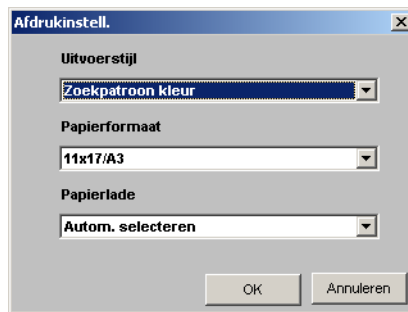 Afdrukinstell.
Uitvoerstijl
Zoekpatroon kleur
Papierformaat
11x17/A3
Papierlade
Autom. selecteren
OK Annuleren